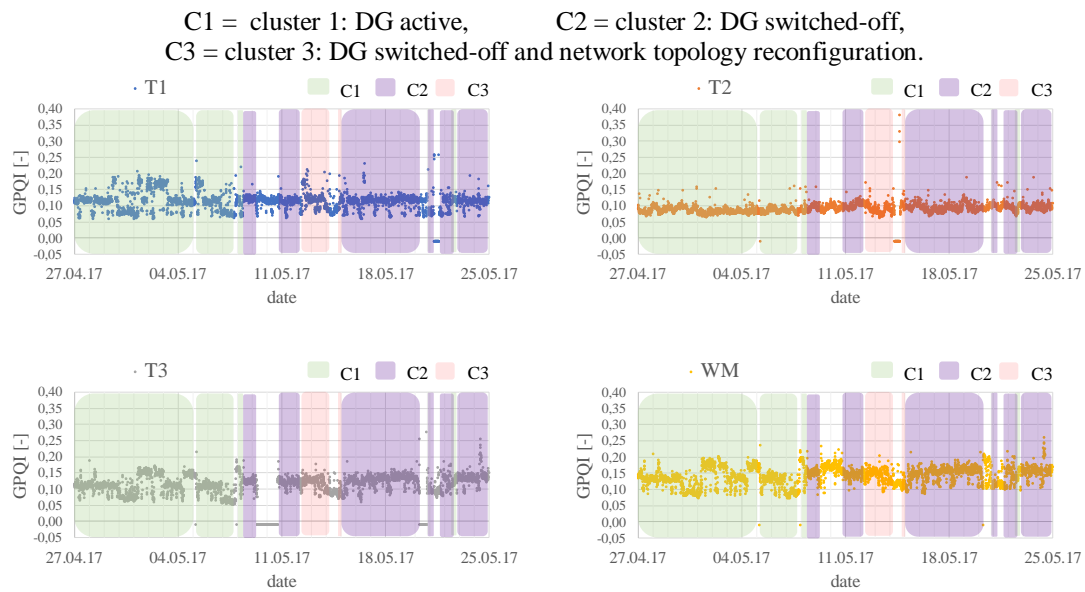 C1 = cluster 1: DG active, C2 = cluster 2: DG switched-off,
C3 = cluster 3: DG switched-off and network topology reconfiguration.
T1 C1 C2 C3
GPQI [-]
0,40
0,35
0,30
0,25
0,20
0,15
0,10
0,05
0,00
-0,05
27.04.17 04.05.17 11.05.17 18.05.17 25.05.17
date
T2 C1 C2 C3
GPQI [-]
0,40
0,35
0,30
0,25
0,20
0,15
0,10
0,05
0,00
-0,05
27.04.17 04.05.17 11.05.17 18.05.17 25.05.17
date
T3 C1 C2 C3
GPQI [-]
0,40
0,35
0,30
0,25
0,20
0,15
0,10
0,05
0,00
-0,05
27.04.17 04.05.17 11.05.17 18.05.17 25.05.17
date
WM C1 C2 C3
GPQI [-]
0,40
0,35
0,30
0,25
0,20
0,15
0,10
0,05
0,00
-0,05
27.04.17 04.05.17 11.05.17 18.05.17 25.05.17
date